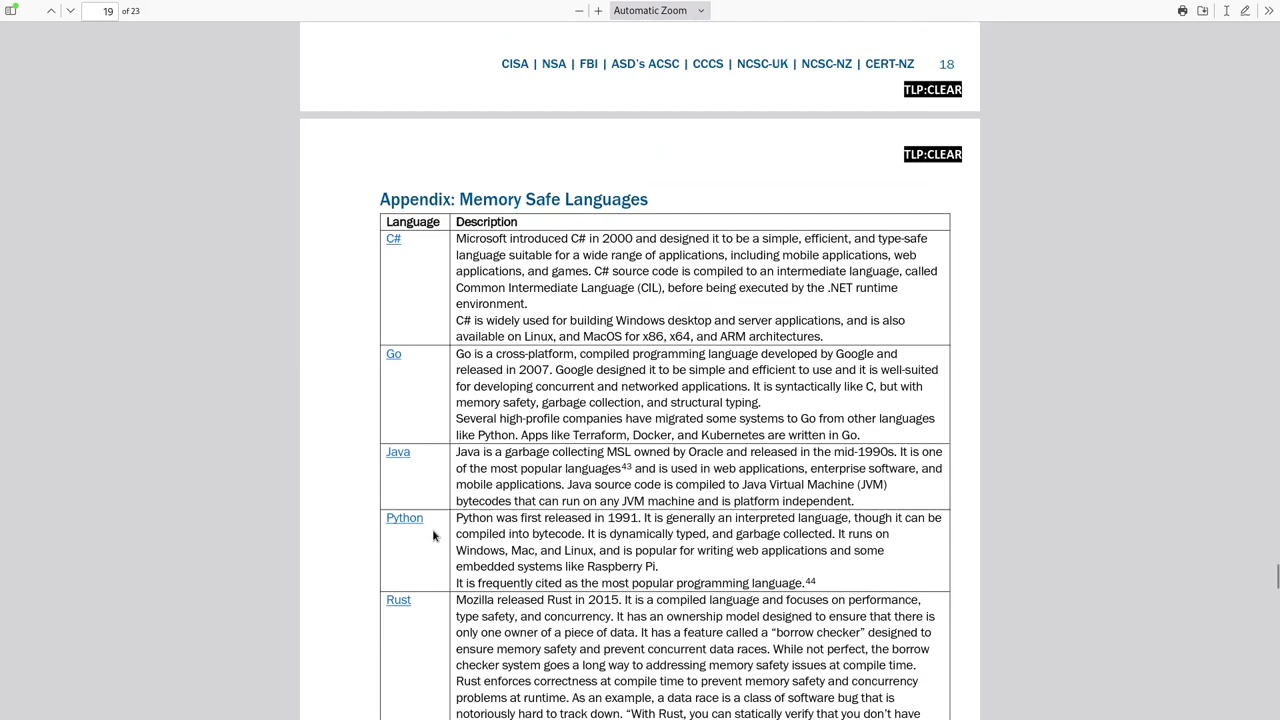 19 of 23
Automatic Zoom
CISA | NSA | FBI | ASD's ACSC | CCCS | NCSC-UK | NCSC-NZ | CERT-NZ 18
TLP:CLEAR
TLP:CLEAR
Appendix: Memory Safe Languages
Language Description
C# Microsoft introduced C# in 2000 and designed it to be a simple, efficient, and type-safe
language suitable for a wide range of applications, including mobile applications, web
applications, and games. C# source code is compiled to an intermediate language, called
Common Intermediate Language (CIL), before being executed by the .NET runtime
environment.
C# is widely used for building Windows desktop and server applications, and is also
available on Linux, and MacOS for x86, x64, and ARM architectures.
Go Go is a cross-platform, compiled programming language developed by Google and
released in 2007. Google designed it to be simple and efficient to use and it is well-suited
for developing concurrent and networked applications. It is syntactically like C, but with
memory safety, garbage collection, and structural typing.
Several high-profile companies have migrated some systems to Go from other languages
like Python. Apps like Terraform, Docker, and Kubernetes are written in Go.
Java Java is a garbage collecting MSL owned by Oracle and released in the mid-1990s. It is one
of the most popular languages⁴³ and is used in web applications, enterprise software, and
mobile applications. Java source code is compiled to Java Virtual Machine (JVM)
bytecodes that can run on any JVM machine and is platform independent.
Python Python was first released in 1991. It is generally an interpreted language, though it can be
compiled into bytecode. It is dynamically typed, and garbage collected. It runs on
Windows, Mac, and Linux, and is popular for writing web applications and some
embedded systems like Raspberry Pi.
It is frequently cited as the most popular programming language.⁴⁴
Rust Mozilla released Rust in 2015. It is a compiled language and focuses on performance,
type safety, and concurrency. It has an ownership model designed to ensure that there is
only one owner of a piece of data. It has a feature called a “borrow checker” designed to
ensure memory safety and prevent concurrent data races. While not perfect, the borrow
checker system goes a long way to addressing memory safety issues at compile time.
Rust enforces correctness at compile time to prevent memory safety and concurrency
problems at runtime. As an example, a data race is a class of software bug that is
notoriously hard to track down. “With Rust, you can statically verify that you don't have